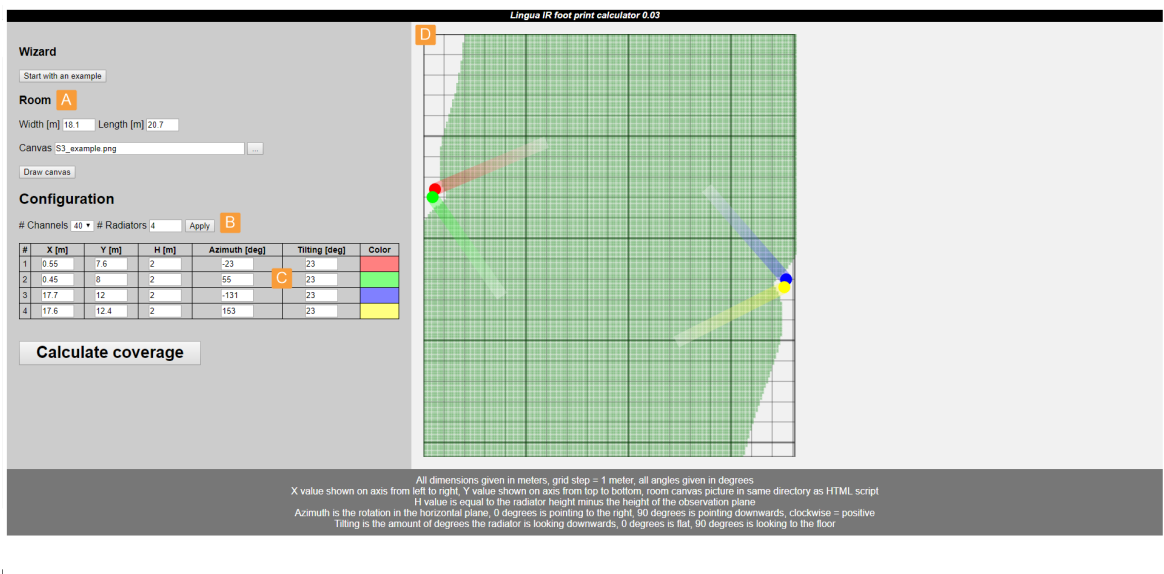 Lingua IR foot print calculator 0.03
D
Wizard
Start with an example
Room A
Width [m] 18.1 Length [m] 20.7
Canvas S3_example.png ...
Draw canvas
Configuration
# Channels 40 # Radiators 4 Apply B
# X [m] Y [m] H [m] Azimuth [deg] Tilting [deg] Color
1 0.55 7.6 2 -23 23
2 0.45 8 2 55 C 23
3 17.7 12 2 -131 23
4 17.6 12.4 2 153 23
Calculate coverage
All dimensions given in meters, grid step = 1 meter, all angles given in degrees
X value shown on axis from left to right, Y value shown on axis from top to bottom, room canvas picture in same directory as HTML script
H value is equal to the radiator height minus the height of the observation plane
Azimuth is the rotation in the horizontal plane, 0 degrees is pointing to the right, 90 degrees is pointing downwards, clockwise = positive
Tilting is the amount of degrees the radiator is looking downwards, 0 degrees is flat, 90 degrees is looking to the floor